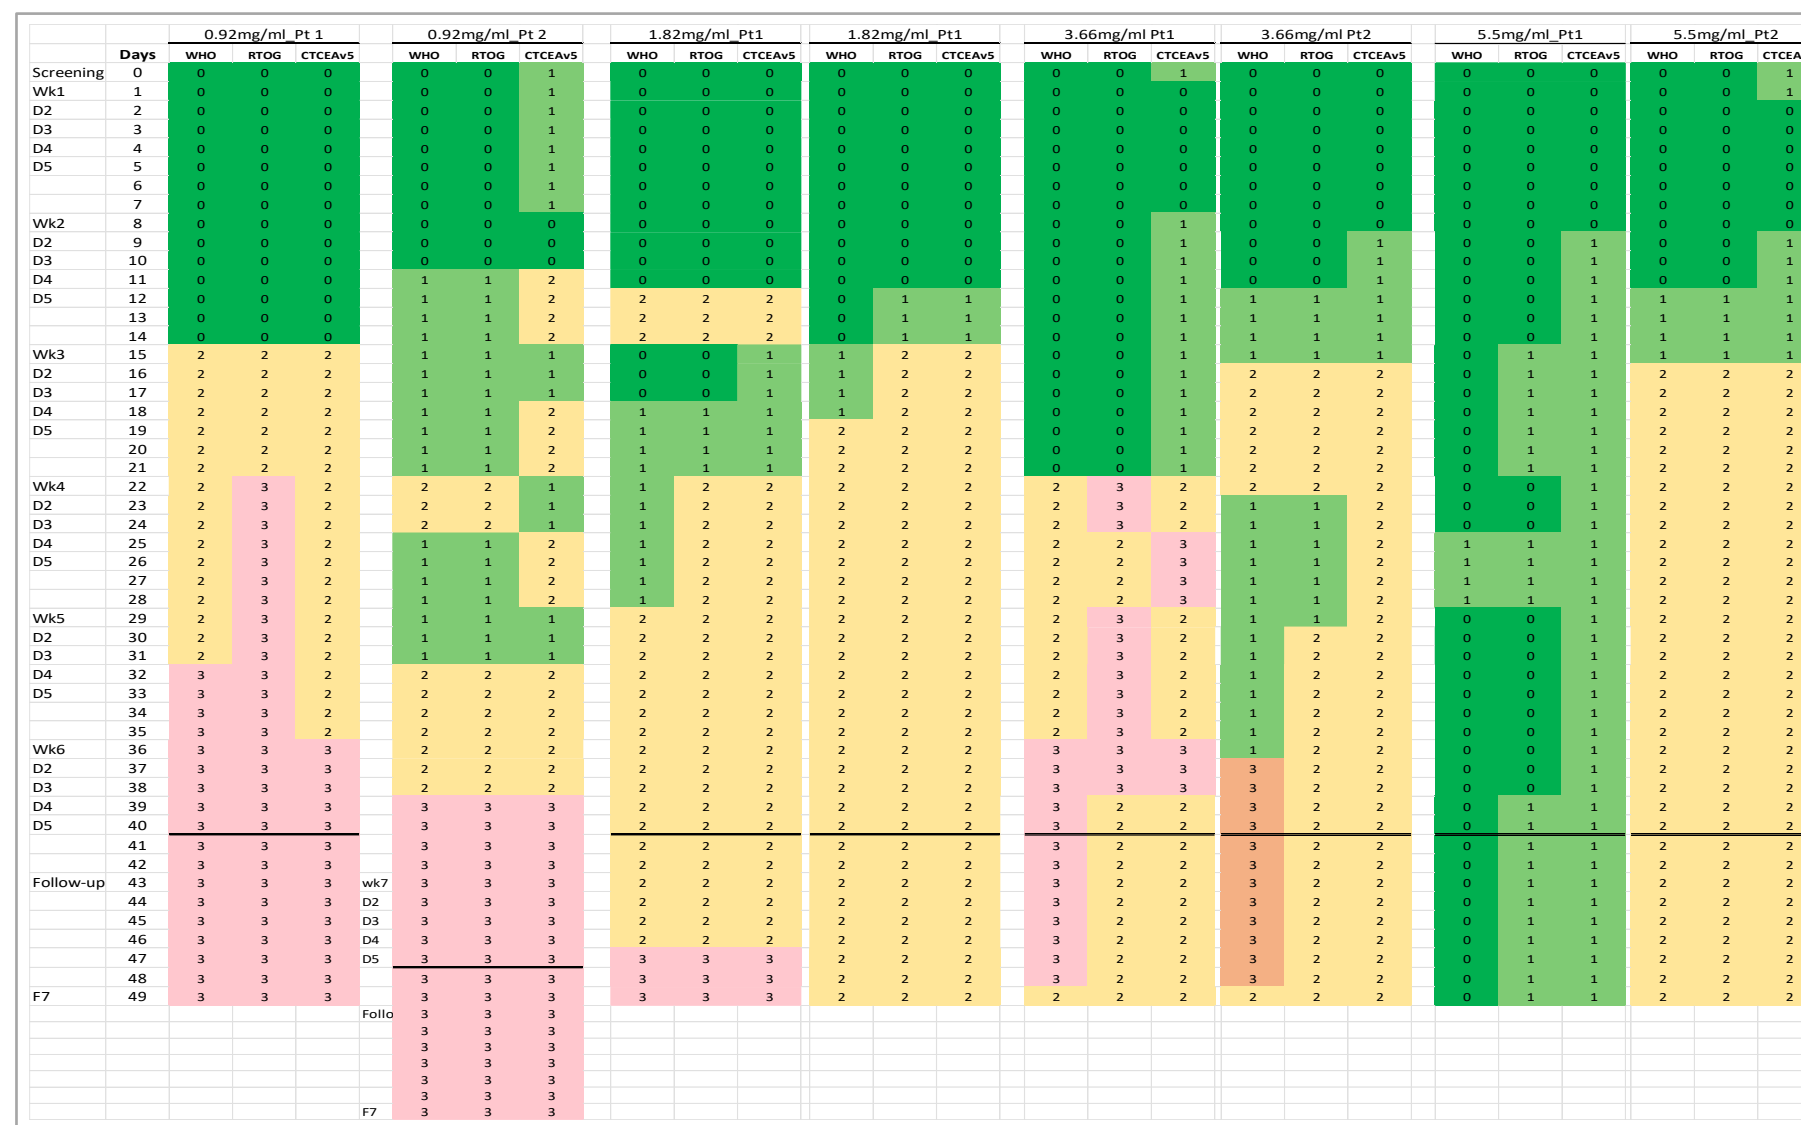 0.92mg/ml_Pt 1 0.92mg/ml_Pt 2 1.82mg/ml_Pt1 1.82mg/ml_Pt1 3.66mg/ml Pt1 3.66mg/ml Pt2 5.5mg/ml_Pt1 5.5mg/ml_Pt2
Days WHO RTOG CTCEAv5 WHO RTOG CTCEAv5 WHO RTOG CTCEAv5 WHO RTOG CTCEAv5 WHO RTOG CTCEAv5 WHO RTOG CTCEAv5 WHO RTOG CTCEAv5 WHO RTOG CTCEA
Screening 0 0 0 0 0 0 1 0 0 0 0 0 0 0 0 1 0 0 0 0 0 0 0 0 1
Wk1 1 0 0 0 0 0 1 0 0 0 0 0 0 0 0 0 0 0 0 0 0 0 0 0 1
D2 2 0 0 0 0 0 1 0 0 0 0 0 0 0 0 0 0 0 0 0 0 0 0 0 0
D3 3 0 0 0 0 0 1 0 0 0 0 0 0 0 0 0 0 0 0 0 0 0 0 0 0
D4 4 0 0 0 0 0 1 0 0 0 0 0 0 0 0 0 0 0 0 0 0 0 0 0 0
D5 5 0 0 0 0 0 1 0 0 0 0 0 0 0 0 0 0 0 0 0 0 0 0 0 0
6 0 0 0 0 0 1 0 0 0 0 0 0 0 0 0 0 0 0 0 0 0 0 0 0
7 0 0 0 0 0 1 0 0 0 0 0 0 0 0 0 0 0 0 0 0 0 0 0 0
Wk2 8 0 0 0 0 0 0 0 0 0 0 0 0 0 0 1 0 0 0 0 0 0 0 0 0
D2 9 0 0 0 0 0 0 0 0 0 0 0 0 0 0 1 0 0 1 0 0 1 0 0 1
D3 10 0 0 0 0 0 0 0 0 0 0 0 0 0 0 1 0 0 1 0 0 1 0 0 1
D4 11 0 0 0 1 1 2 0 0 0 0 0 0 0 0 1 0 0 1 0 0 1 0 0 1
D5 12 0 0 0 1 1 2 2 2 2 0 1 1 0 0 1 1 1 1 0 0 1 1 1 1
13 0 0 0 1 1 2 2 2 2 0 1 1 0 0 1 1 1 1 0 0 1 1 1 1
14 0 0 0 1 1 2 2 2 2 0 1 1 0 0 1 1 1 1 0 0 1 1 1 1
Wk3 15 2 2 2 1 1 1 0 0 1 1 2 2 0 0 1 1 1 1 0 1 1 1 1 1
D2 16 2 2 2 1 1 1 0 0 1 1 2 2 0 0 1 2 2 2 0 1 1 2 2 2
D3 17 2 2 2 1 1 1 0 0 1 1 2 2 0 0 1 2 2 2 0 1 1 2 2 2
D4 18 2 2 2 1 1 2 1 1 1 1 2 2 0 0 1 2 2 2 0 1 1 2 2 2
D5 19 2 2 2 1 1 2 1 1 1 2 2 2 0 0 1 2 2 2 0 1 1 2 2 2
20 2 2 2 1 1 2 1 1 1 2 2 2 0 0 1 2 2 2 0 1 1 2 2 2
21 2 2 2 1 1 2 1 1 1 2 2 2 0 0 1 2 2 2 0 1 1 2 2 2
Wk4 22 2 3 2 2 2 1 1 2 2 2 2 2 2 3 2 2 2 2 0 0 1 2 2 2
D2 23 2 3 2 2 2 1 1 2 2 2 2 2 2 3 2 1 1 2 0 0 1 2 2 2
D3 24 2 3 2 2 2 1 1 2 2 2 2 2 2 3 2 1 1 2 0 0 1 2 2 2
D4 25 2 3 2 1 1 2 1 2 2 2 2 2 2 2 3 1 1 2 1 1 1 2 2 2
D5 26 2 3 2 1 1 2 1 2 2 2 2 2 2 2 3 1 1 2 1 1 1 2 2 2
27 2 3 2 1 1 2 1 2 2 2 2 2 2 2 3 1 1 2 1 1 1 2 2 2
28 2 3 2 1 1 2 1 2 2 2 2 2 2 2 3 1 1 2 1 1 1 2 2 2
Wk5 29 2 3 2 1 1 1 2 2 2 2 2 2 2 3 2 1 1 2 0 0 1 2 2 2
D2 30 2 3 2 1 1 1 2 2 2 2 2 2 2 3 2 1 2 2 0 0 1 2 2 2
D3 31 2 3 2 1 1 1 2 2 2 2 2 2 2 3 2 1 2 2 0 0 1 2 2 2
D4 32 3 3 2 2 2 2 2 2 2 2 2 2 2 3 2 1 2 2 0 0 1 2 2 2
D5 33 3 3 2 2 2 2 2 2 2 2 2 2 2 3 2 1 2 2 0 0 1 2 2 2
34 3 3 2 2 2 2 2 2 2 2 2 2 2 3 2 1 2 2 0 0 1 2 2 2
35 3 3 2 2 2 2 2 2 2 2 2 2 2 3 2 1 2 2 0 0 1 2 2 2
Wk6 36 3 3 3 2 2 2 2 2 2 2 2 2 3 3 3 1 2 2 0 0 1 2 2 2
D2 37 3 3 3 2 2 2 2 2 2 2 2 2 3 3 3 3 2 2 0 0 1 2 2 2
D3 38 3 3 3 2 2 2 2 2 2 2 2 2 3 3 3 3 2 2 0 0 1 2 2 2
D4 39 3 3 3 3 3 3 2 2 2 2 2 2 3 2 2 3 2 2 0 1 1 2 2 2
D5 40 3 3 3 3 3 3 2 2 2 2 2 2 3 2 2 3 2 2 0 1 1 2 2 2
41 3 3 3 3 3 3 2 2 2 2 2 2 3 2 2 3 2 2 0 1 1 2 2 2
42 3 3 3 3 3 3 2 2 2 2 2 2 3 2 2 3 2 2 0 1 1 2 2 2
Follow-up 43 3 3 3 wk7 3 3 3 2 2 2 2 2 2 3 2 2 3 2 2 0 1 1 2 2 2
44 3 3 3 D2 3 3 3 2 2 2 2 2 2 3 2 2 3 2 2 0 1 1 2 2 2
45 3 3 3 D3 3 3 3 2 2 2 2 2 2 3 2 2 3 2 2 0 1 1 2 2 2
46 3 3 3 D4 3 3 3 2 2 2 2 2 2 3 2 2 3 2 2 0 1 1 2 2 2
47 3 3 3 D5 3 3 3 3 3 3 2 2 2 3 2 2 3 2 2 0 1 1 2 2 2
48 3 3 3 3 3 3 3 3 3 2 2 2 3 2 2 3 2 2 0 1 1 2 2 2
F7 49 3 3 3 3 3 3 3 3 3 2 2 2 2 2 2 2 2 2 0 1 1 2 2 2
Follo 3 3 3
3 3 3
3 3 3
3 3 3
3 3 3
3 3 3
F7 3 3 3